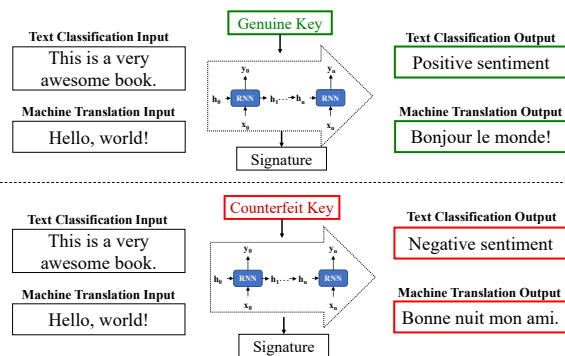 Genuine Key
Text Classification Input
This is a very
awesome book.
Machine Translation Input
Hello, world!
y0 yn
h0 RNN h1 hn RNN
x0 xn
Signature
Text Classification Output
Positive sentiment
Machine Translation Output
Bonjour le monde!
Counterfeit Key
Text Classification Input
This is a very
awesome book.
Machine Translation Input
Hello, world!
y0 yn
h0 RNN h1 hn RNN
x0 xn
Signature
Text Classification Output
Negative sentiment
Machine Translation Output
Bonne nuit mon ami.